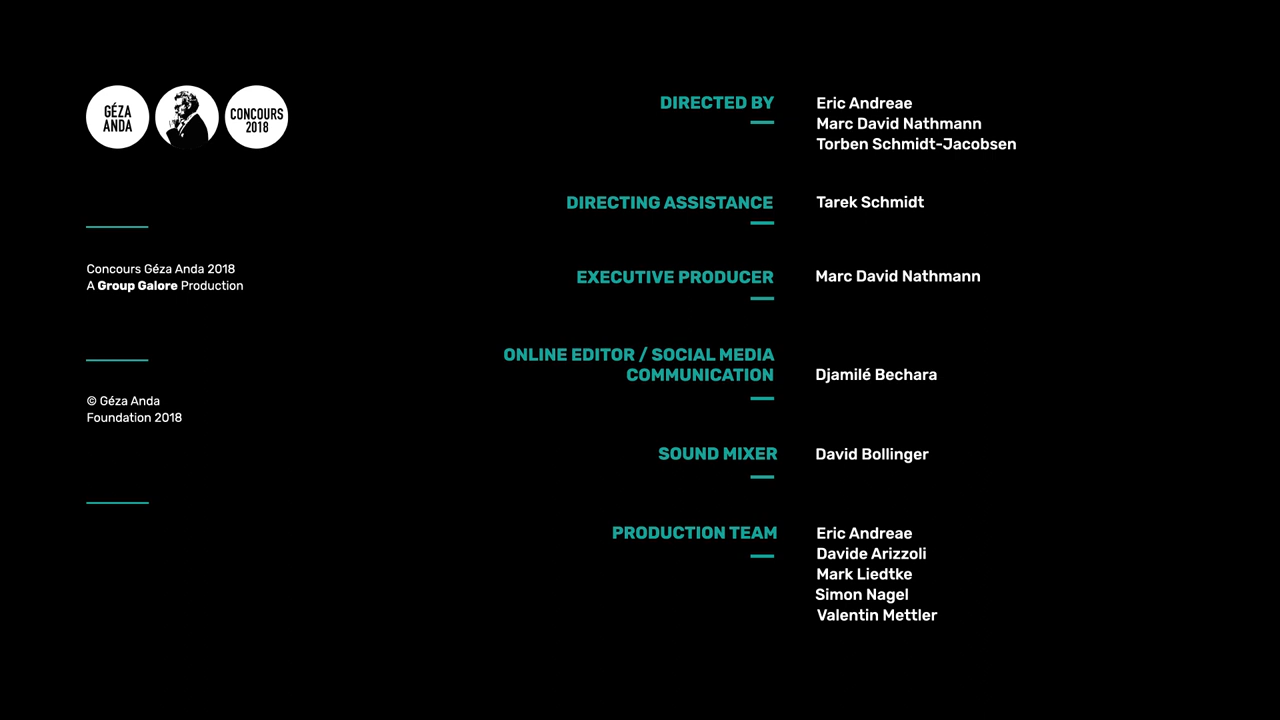 GÉZA
ANDA
CONCOURS
2018
Concours Géza Anda 2018
A Group Galore Production
© Géza Anda
Foundation 2018
DIRECTED BY
Eric Andreae
Marc David Nathmann
Torben Schmidt-Jacobsen
DIRECTING ASSISTANCE
Tarek Schmidt
EXECUTIVE PRODUCER
Marc David Nathmann
ONLINE EDITOR / SOCIAL MEDIA
COMMUNICATION
Djamilé Bechara
SOUND MIXER
David Bollinger
PRODUCTION TEAM
Eric Andreae
Davide Arizzoli
Mark Liedtke
Simon Nagel
Valentin Mettler